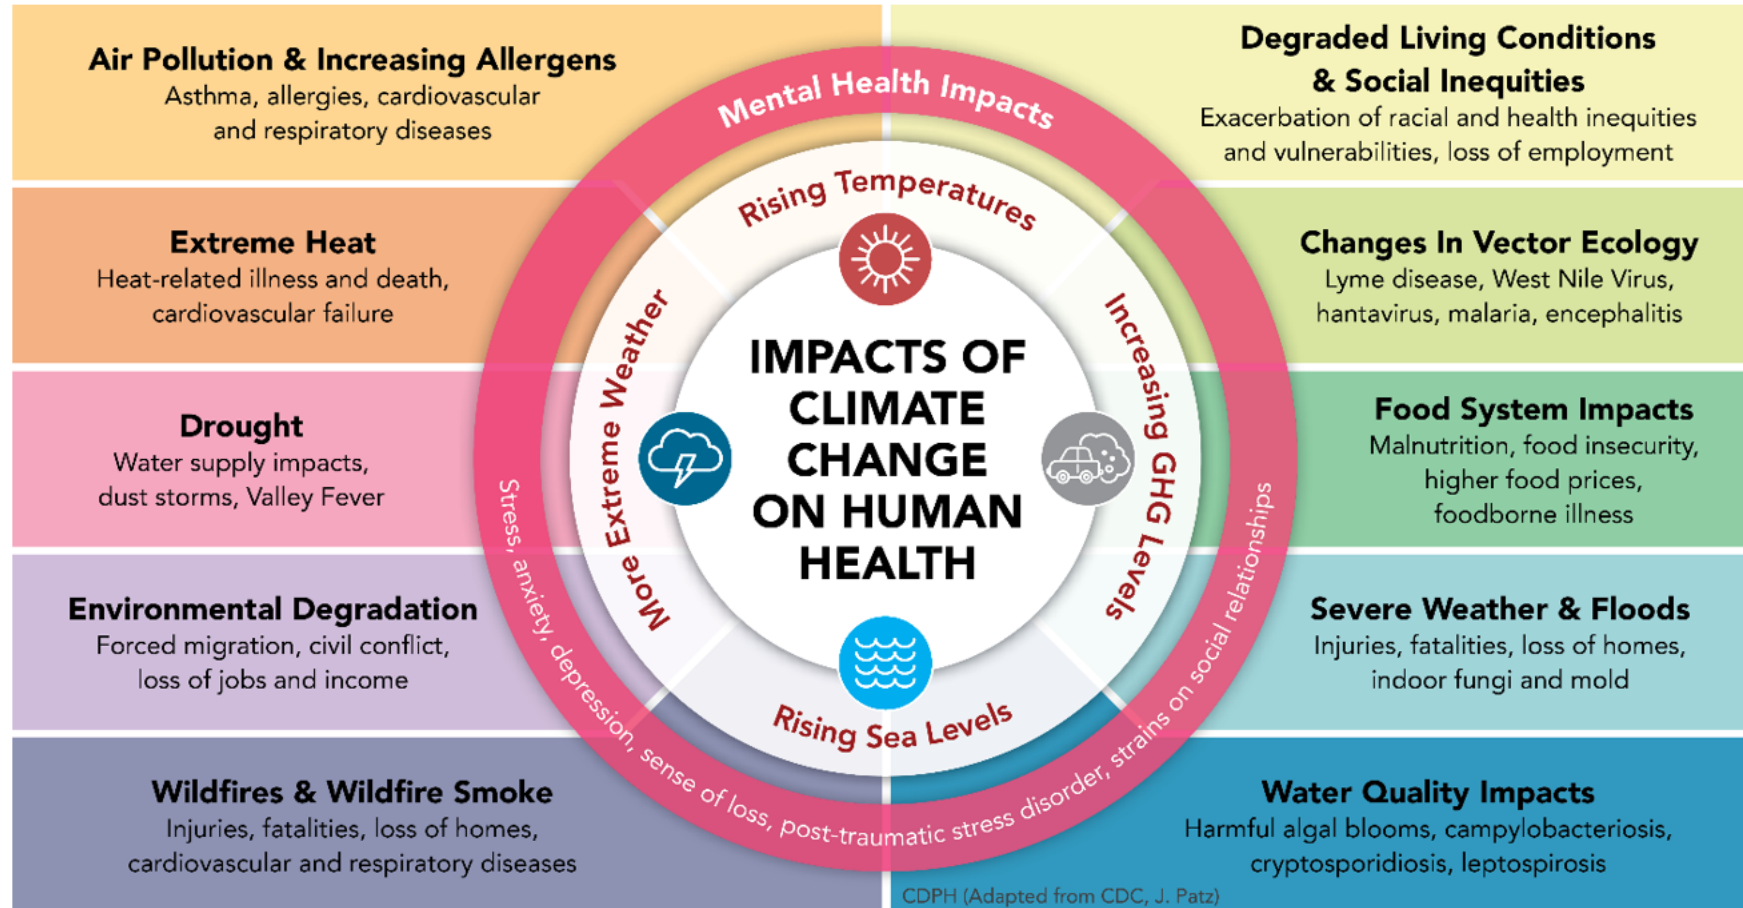 Air Pollution & Increasing Allergens
Asthma, allergies, cardiovascular
and respiratory diseases
Extreme Heat
Heat-related illness and death,
cardiovascular failure
Drought
Water supply impacts,
dust storms, Valley Fever
Environmental Degradation
Forced migration, civil conflict,
loss of jobs and income
Wildfires & Wildfire Smoke
Injuries, fatalities, loss of homes,
cardiovascular and respiratory diseases
Mental Health Impacts
Rising Temperatures
More Extreme Weather
IMPACTS OF
CLIMATE
CHANGE
ON HUMAN
HEALTH
Increasing GHG Levels
Rising Sea Levels
Stress, anxiety, depression, sense of loss, post-traumatic stress disorder, strains on social relationships
Degraded Living Conditions
& Social Inequities
Exacerbation of racial and health inequities
and vulnerabilities, loss of employment
Changes In Vector Ecology
Lyme disease, West Nile Virus,
hantavirus, malaria, encephalitis
Food System Impacts
Malnutrition, food insecurity,
higher food prices,
foodborne illness
Severe Weather & Floods
Injuries, fatalities, loss of homes,
indoor fungi and mold
Water Quality Impacts
Harmful algal blooms, campylobacteriosis,
cryptosporidiosis, leptospirosis
CDPH (Adapted from CDC, J. Patz)